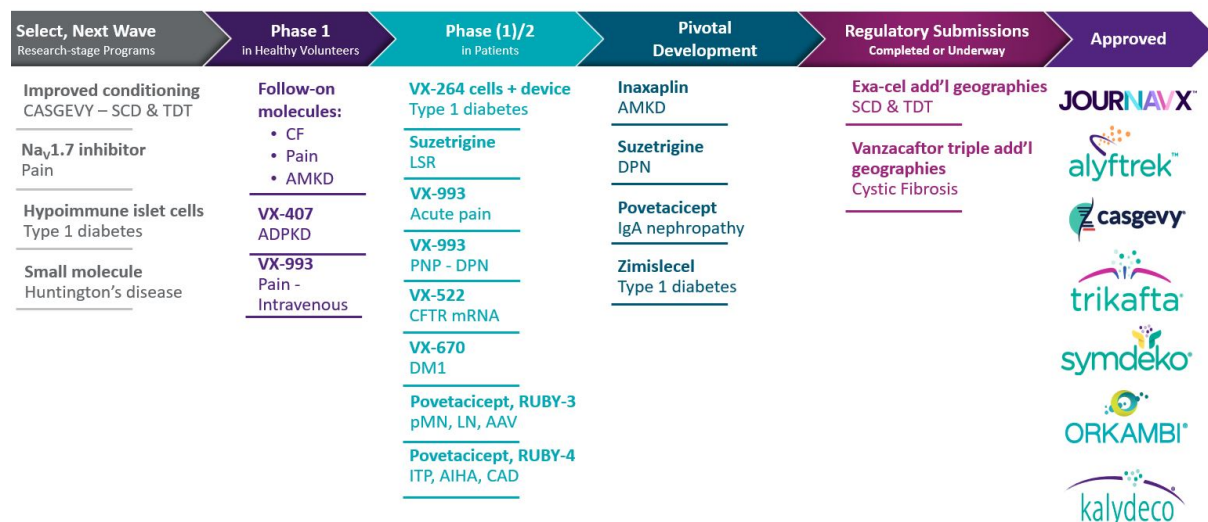 Select, Next Wave
Research-stage Programs
Improved conditioning
CASGEVY – SCD & TDT
NaV1.7 inhibitor
Pain
Hypoimmune islet cells
Type 1 diabetes
Small molecule
Huntington's disease
Phase 1
in Healthy Volunteers
Follow-on
molecules:
• CF
• Pain
• AMKD
VX-407
ADPKD
VX-993
Pain -
Intravenous
Phase (1)/2
in Patients
VX-264 cells + device
Type 1 diabetes
Suzetrigine
LSR
VX-993
Acute pain
VX-993
PNP - DPN
VX-522
CFTR mRNA
VX-670
DM1
Povetacicept, RUBY-3
pMN, LN, AAV
Povetacicept, RUBY-4
ITP, AIHA, CAD
Pivotal
Development
Inaxaplin
AMKD
Suzetrigine
DPN
Povetacicept
IgA nephropathy
Zimislecel
Type 1 diabetes
Regulatory Submissions
Completed or Underway
Exa-cel add'l geographies
SCD & TDT
Vanzacaftor triple add'l
geographies
Cystic Fibrosis
Approved
JOURNAVX™
alyftrek™
casgevy®
trikafta®
symdeko®
ORKAMBI®
kalydeco®